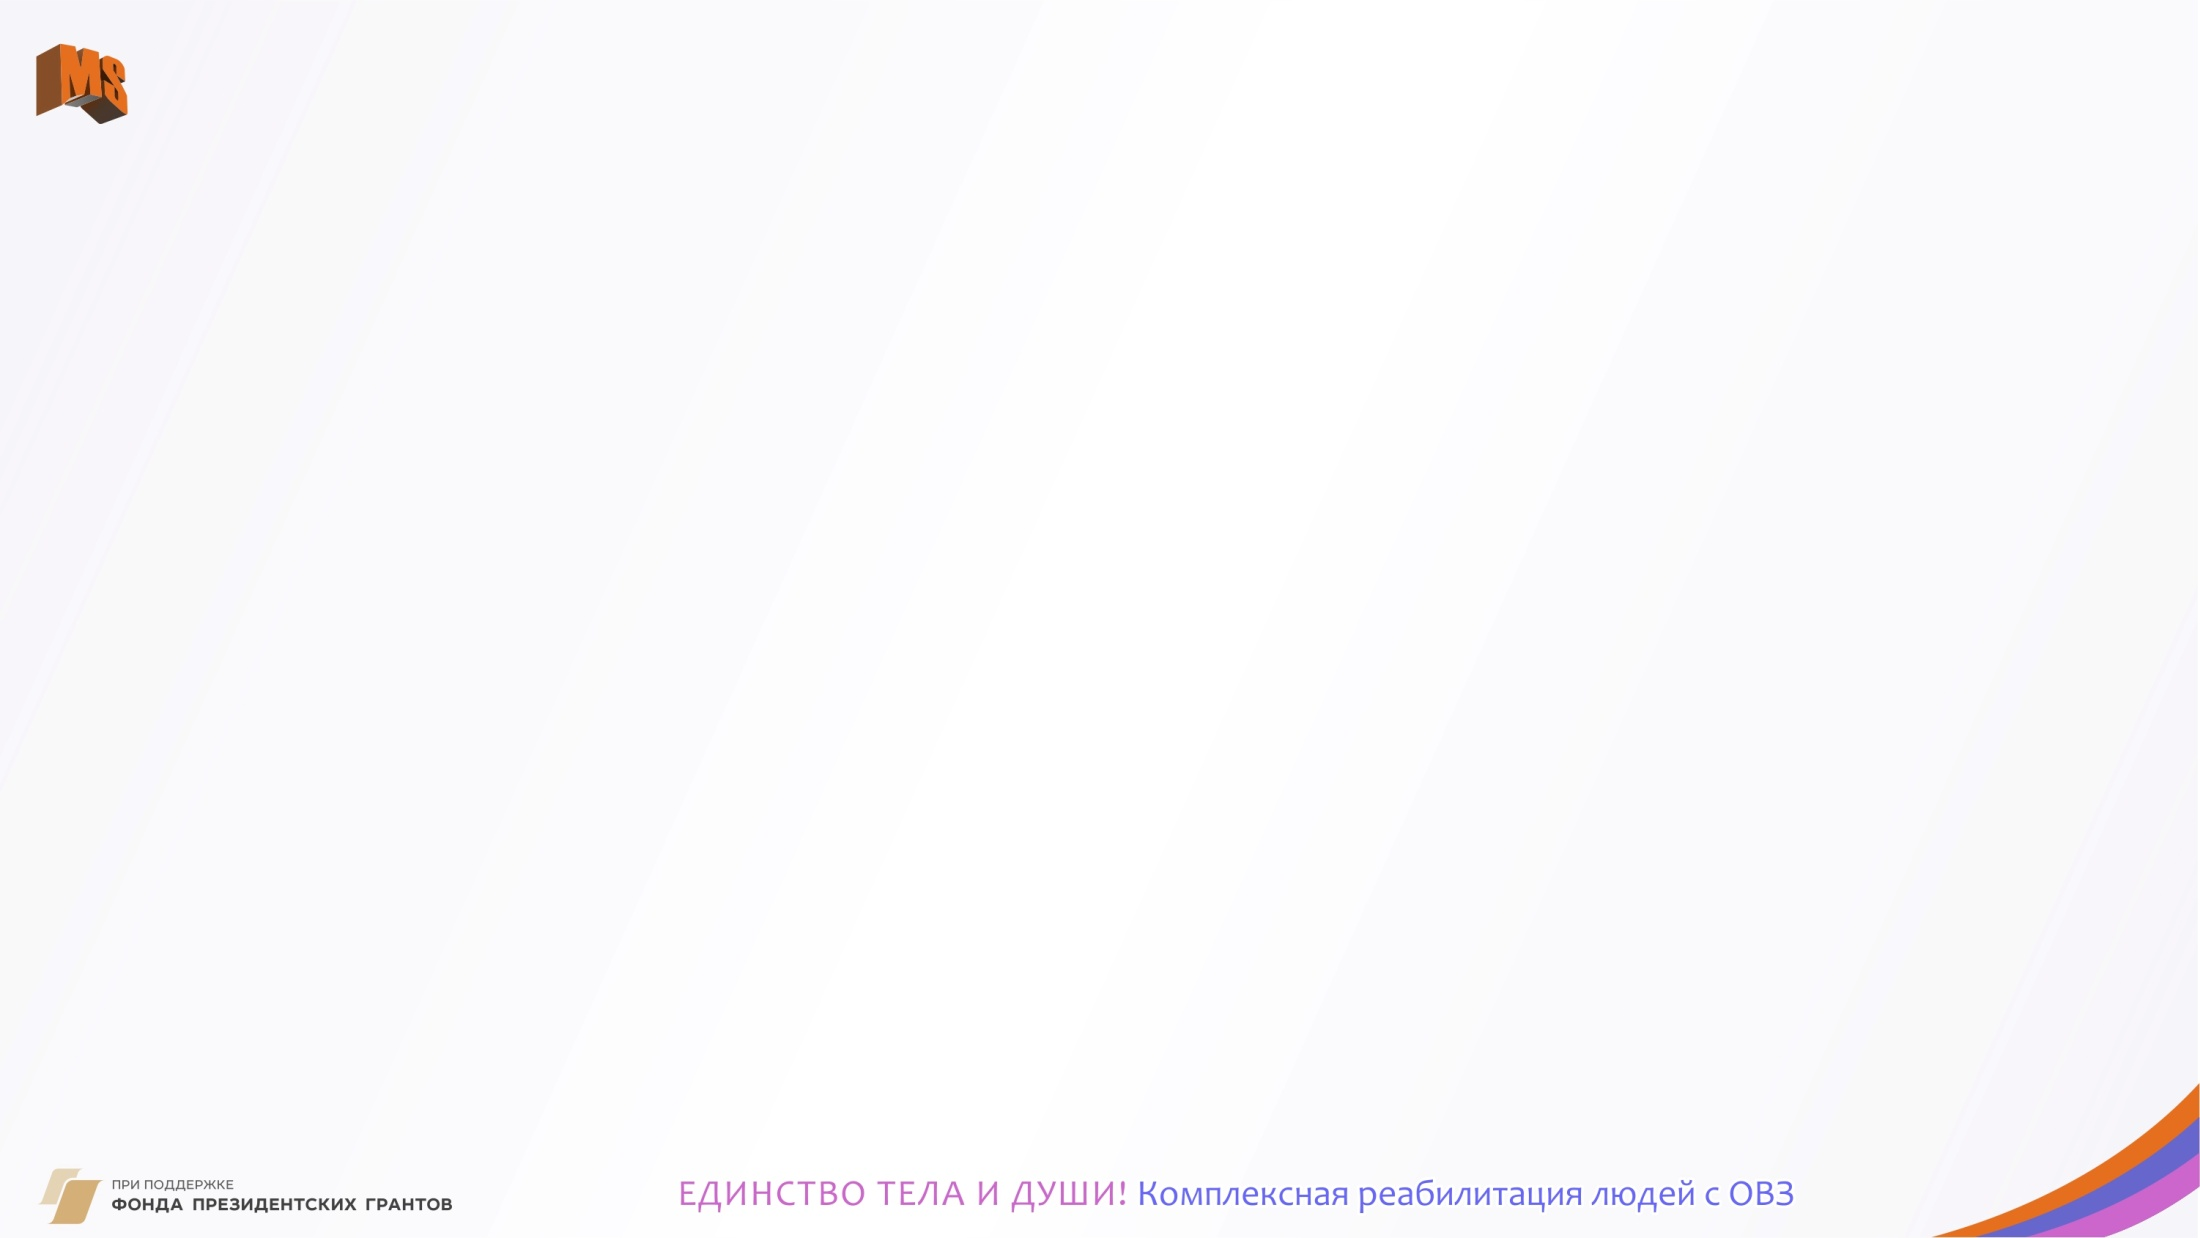 MS
ПРИ ПОДДЕРЖКЕ
ФОНДА ПРЕЗИДЕНТСКИХ ГРАНТОВ
ЕДИНСТВО ТЕЛА И ДУШИ! Комплексная реабилитация людей с ОВЗ